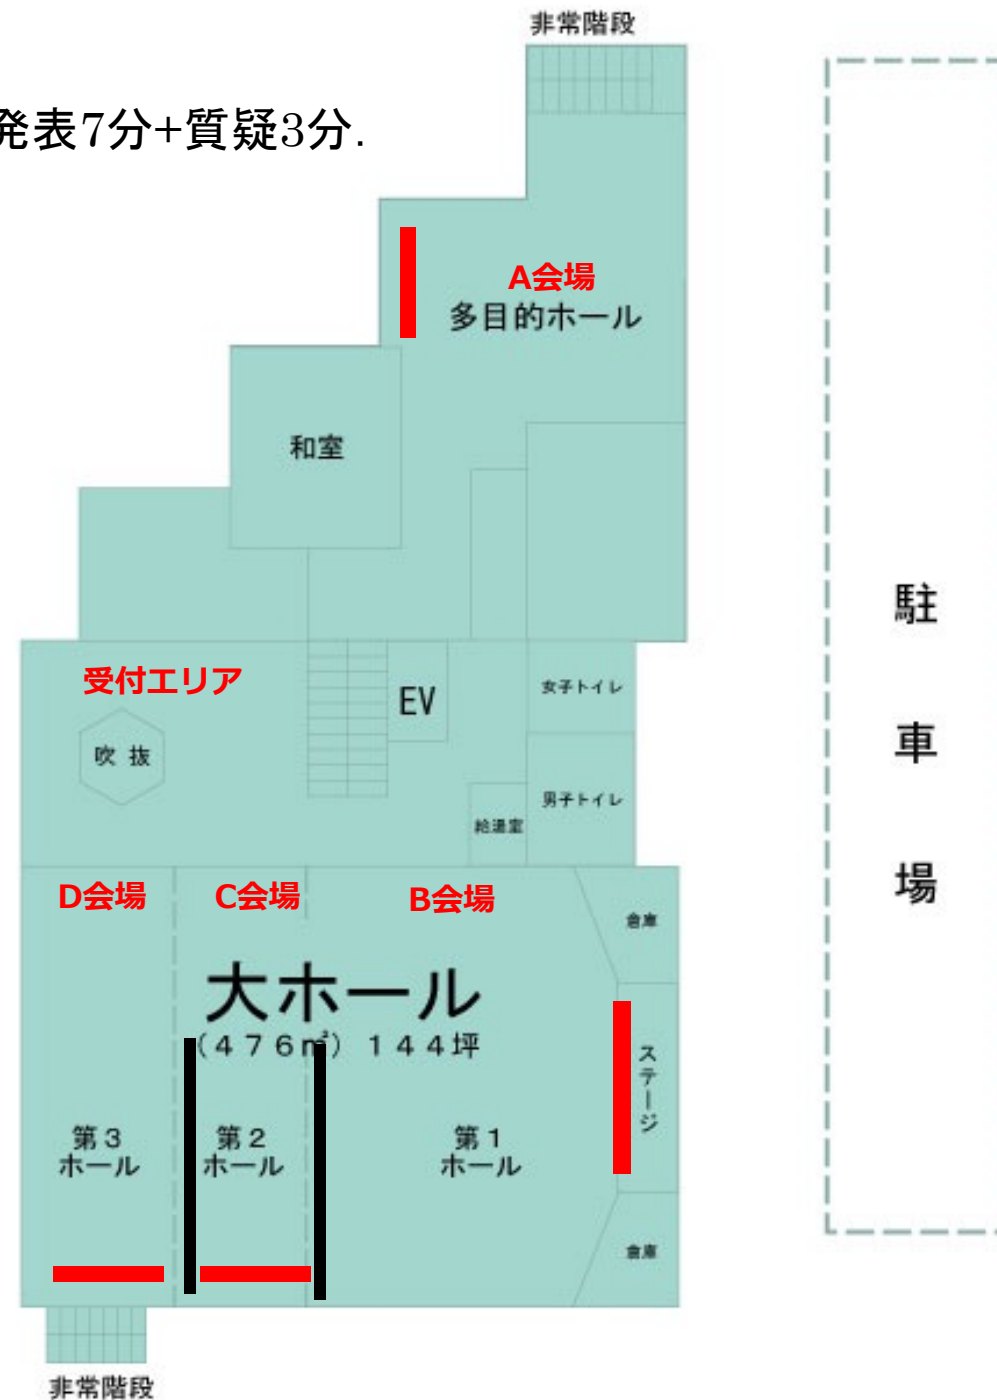 非常階段
発表7分+質疑3分.
A会場
多目的ホール
和室
受付エリア
吹抜
EV
女子トイレ
男子トイレ
給湯室
駐車場
D会場
C会場
B会場
倉庫
大ホール
(476㎡) 144坪
ステージ
第3
ホール
第2
ホール
第1
ホール
倉庫
非常階段